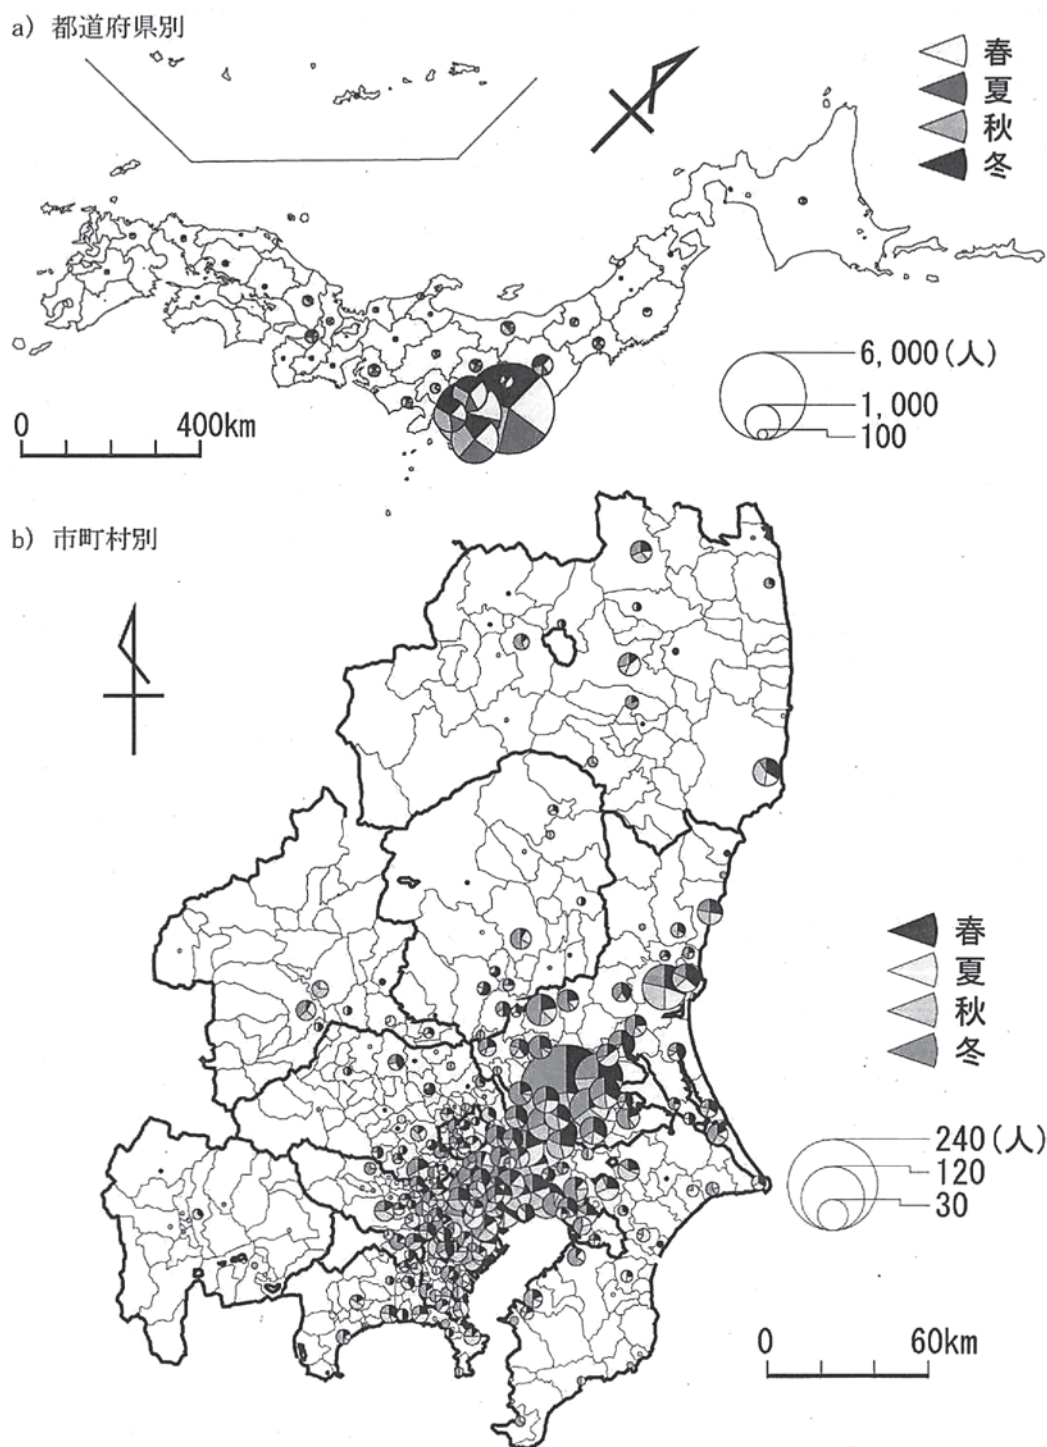 a) 都道府県別
春
夏
秋
冬
6,000(人)
1,000
100
0 400km
b) 市町村別
春
夏
秋
冬
240(人)
120
30
0 60km